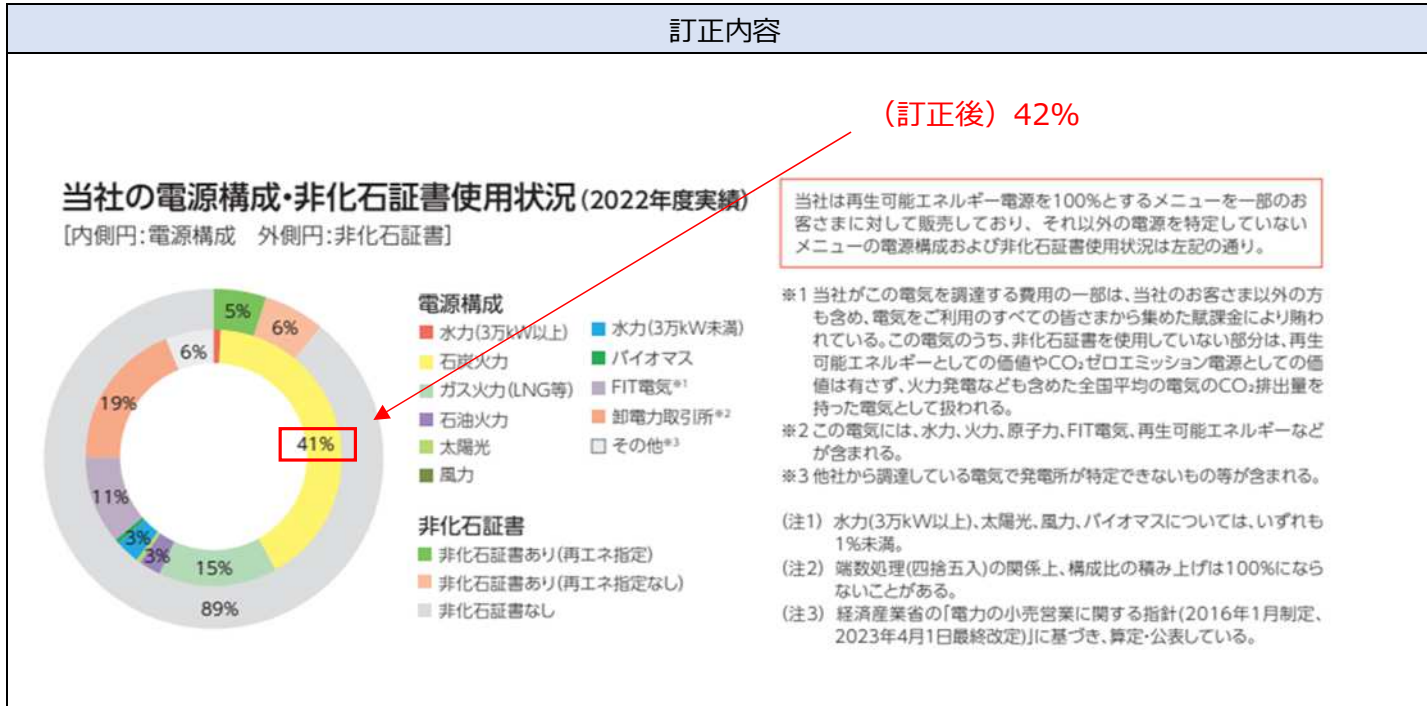 訂正内容
（訂正後）42%
当社の電源構成・非化石証書使用状況(2022年度実績)
[内側円:電源構成　外側円:非化石証書]
5%
6%
6%
19%
41%
11%
3%
3%
15%
89%
電源構成
水力(3万kW以上)
石炭火力
ガス火力(LNG等)
石油火力
太陽光
風力
水力(3万kW未満)
バイオマス
FIT電気※1
卸電力取引所※2
その他※3
非化石証書
非化石証書あり(再エネ指定)
非化石証書あり(再エネ指定なし)
非化石証書なし
当社は再生可能エネルギー電源を100%とするメニューを一部のお
客さまに対して販売しており、それ以外の電源を特定していない
メニューの電源構成および非化石証書使用状況は左記の通り。
※1 当社がこの電気を調達する費用の一部は、当社のお客さま以外の方
も含め、電気をご利用のすべての皆さまから集めた賦課金により賄わ
れている。この電気のうち、非化石証書を使用していない部分は、再生
可能エネルギーとしての価値やCO₂ゼロエミッション電源としての価
値は有さず、火力発電なども含めた全国平均の電気のCO₂排出量を
持った電気として扱われる。
※2 この電気には、水力、火力、原子力、FIT電気、再生可能エネルギーなど
が含まれる。
※3 他社から調達している電気で発電所が特定できないもの等が含まれる。
(注1) 水力(3万kW以上)、太陽光、風力、バイオマスについては、いずれも
1%未満。
(注2) 端数処理(四捨五入)の関係上、構成比の積み上げは100%になら
ないことがある。
(注3) 経済産業省の「電力の小売営業に関する指針(2016年1月制定、
2023年4月1日最終改定)」に基づき、算定・公表している。